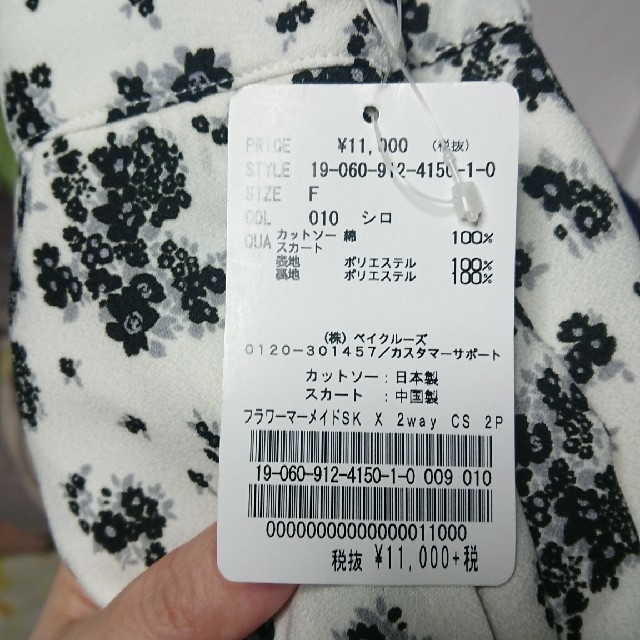 PRICE ¥11,000 (税抜)
STYLE 19-060-912-4150-1-0
SIZE F
COL 010 シロ
QUA カットソー 綿 100%
スカート
表地 ポリエステル 100%
裏地 ポリエステル 100%
(株) ベイクルーズ
0120-301457/カスタマーサポート
カットソー : 日本製
スカート : 中国製
フラワーマーメイドSK X 2way CS 2P
19-060-912-4150-1-0 009 010
00000000000000011000
税抜 ¥11,000+税